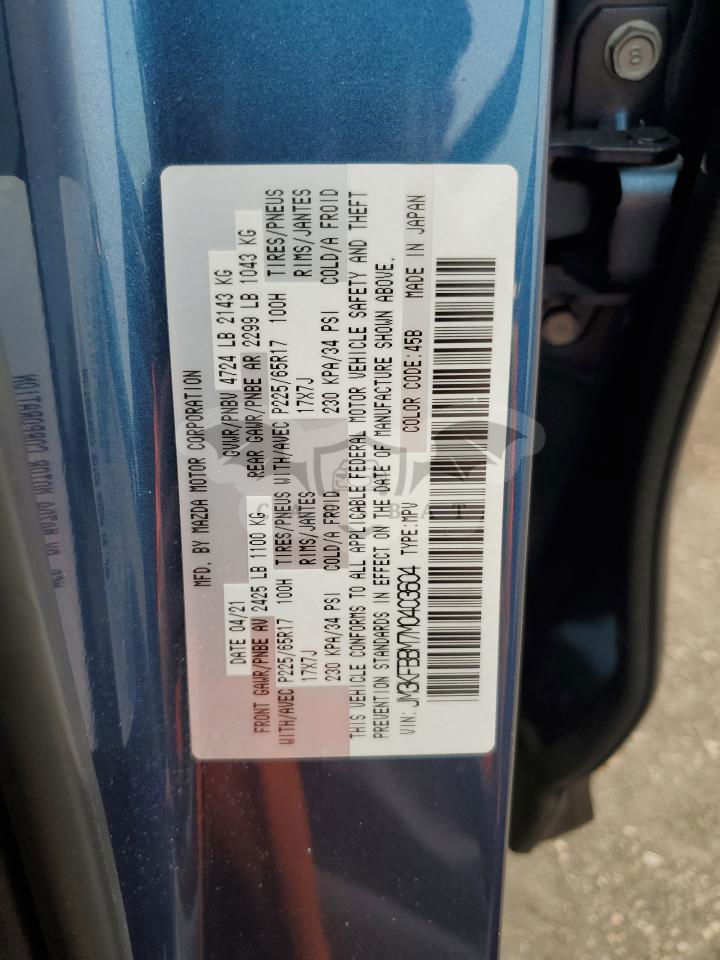 MFD. BY MAZDA MOTOR CORPORATION
DATE 04/21 GVWR/PNBV 4724 LB 2143 KG
FRONT GAWR/PNBE AV 2425 LB 1100 KG REAR GAWR/PNBE AR 2299 LB 1043 KG
WITH/AVEC P225/65R17 100H TIRES/PNEUS WITH/AVEC P225/65R17 100H TIRES/PNEUS
17X7J RIMS/JANTES 17X7J RIMS/JANTES
230 KPA/34 PSI COLD/A FROID 230 KPA/34 PSI COLD/A FROID
THIS VEHICLE CONFORMS TO ALL APPLICABLE FEDERAL MOTOR VEHICLE SAFETY AND THEFT
PREVENTION STANDARDS IN EFFECT ON THE DATE OF MANUFACTURE SHOWN ABOVE.
VIN: JM3KFBBM7M0403604 TYPE:MPV COLOR CODE:45B MADE IN JAPAN
8